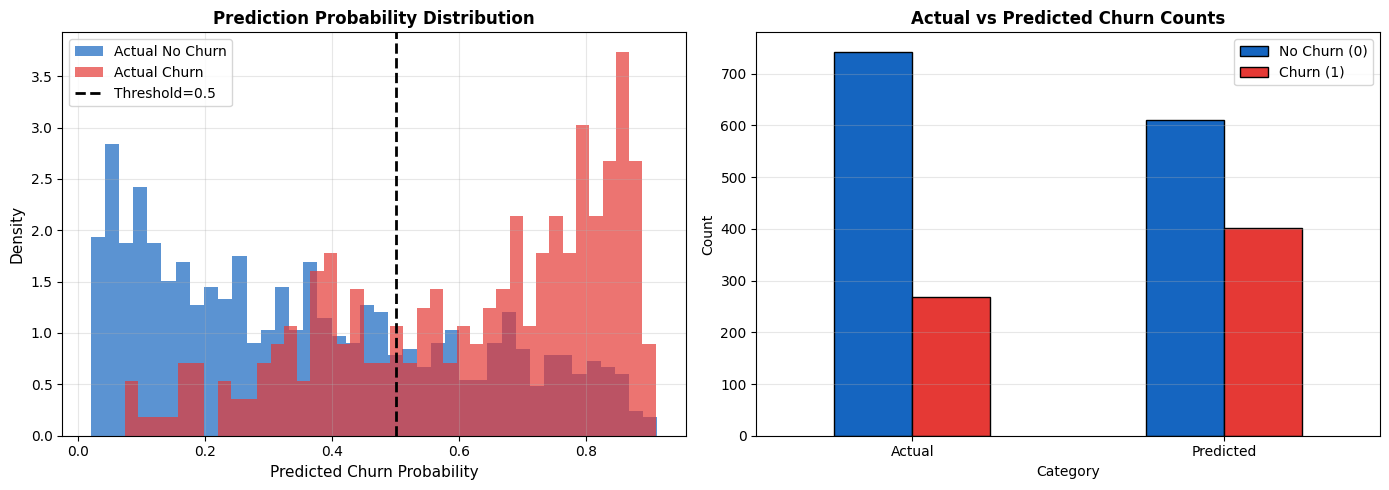 Prediction Probability Distribution
Actual No Churn
Actual Churn
Threshold=0.5
Density
3.5
3.0
2.5
2.0
1.5
1.0
0.5
0.0
0.0 0.2 0.4 0.6 0.8
Predicted Churn Probability
Actual vs Predicted Churn Counts
No Churn (0)
Churn (1)
Count
700
600
500
400
300
200
100
0
Actual Predicted
Category